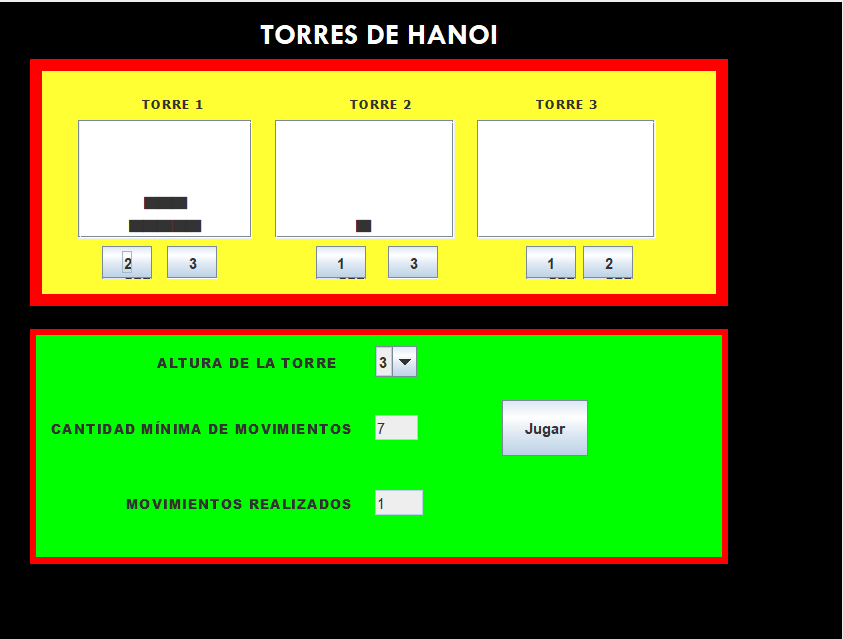 TORRES DE HANOI
TORRE 1 TORRE 2 TORRE 3
2 3 1 3 1 2
ALTURA DE LA TORRE 3
CANTIDAD MÍNIMA DE MOVIMIENTOS 7 Jugar
MOVIMIENTOS REALIZADOS 1